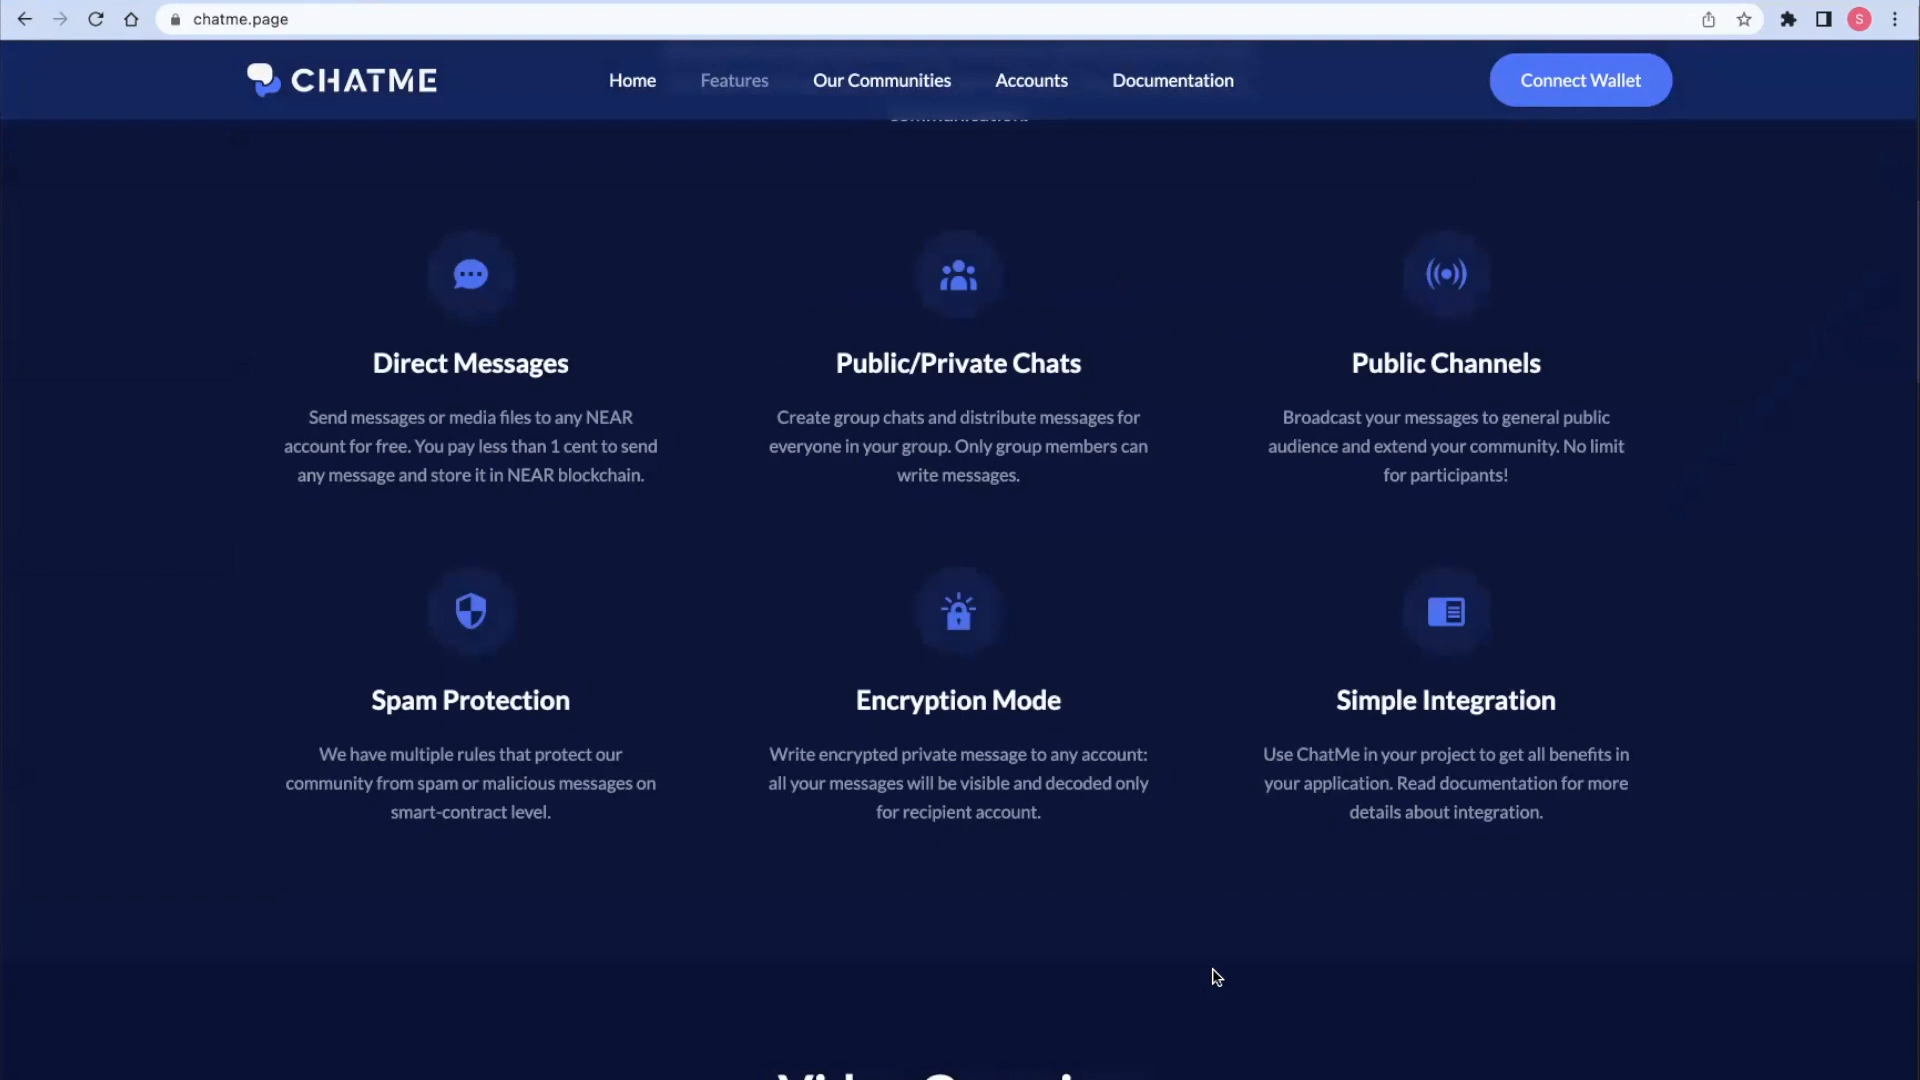 chatme.page
S
CHATME
Home
Features
Our Communities
Accounts
Documentation
Connect Wallet
Direct Messages
Send messages or media files to any NEAR
account for free. You pay less than 1 cent to send
any message and store it in NEAR blockchain.
Public/Private Chats
Create group chats and distribute messages for
everyone in your group. Only group members can
write messages.
Public Channels
Broadcast your messages to general public
audience and extend your community. No limit
for participants!
Spam Protection
We have multiple rules that protect our
community from spam or malicious messages on
smart-contract level.
Encryption Mode
Write encrypted private message to any account:
all your messages will be visible and decoded only
for recipient account.
Simple Integration
Use ChatMe in your project to get all benefits in
your application. Read documentation for more
details about integration.